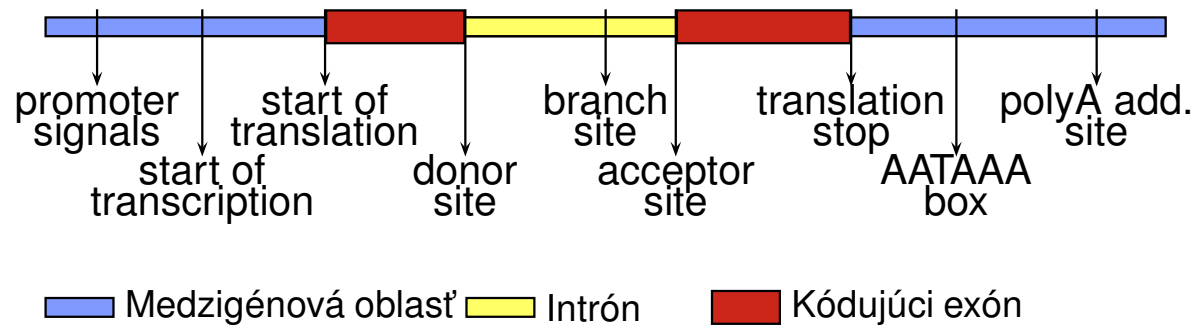 promoter
signals
start of
transcription
start of
translation
donor
site
branch
site
acceptor
site
translation
stop
AATAAA
box
polyA add.
site
Medzigénová oblasť
Intrón
Kódujúci exón